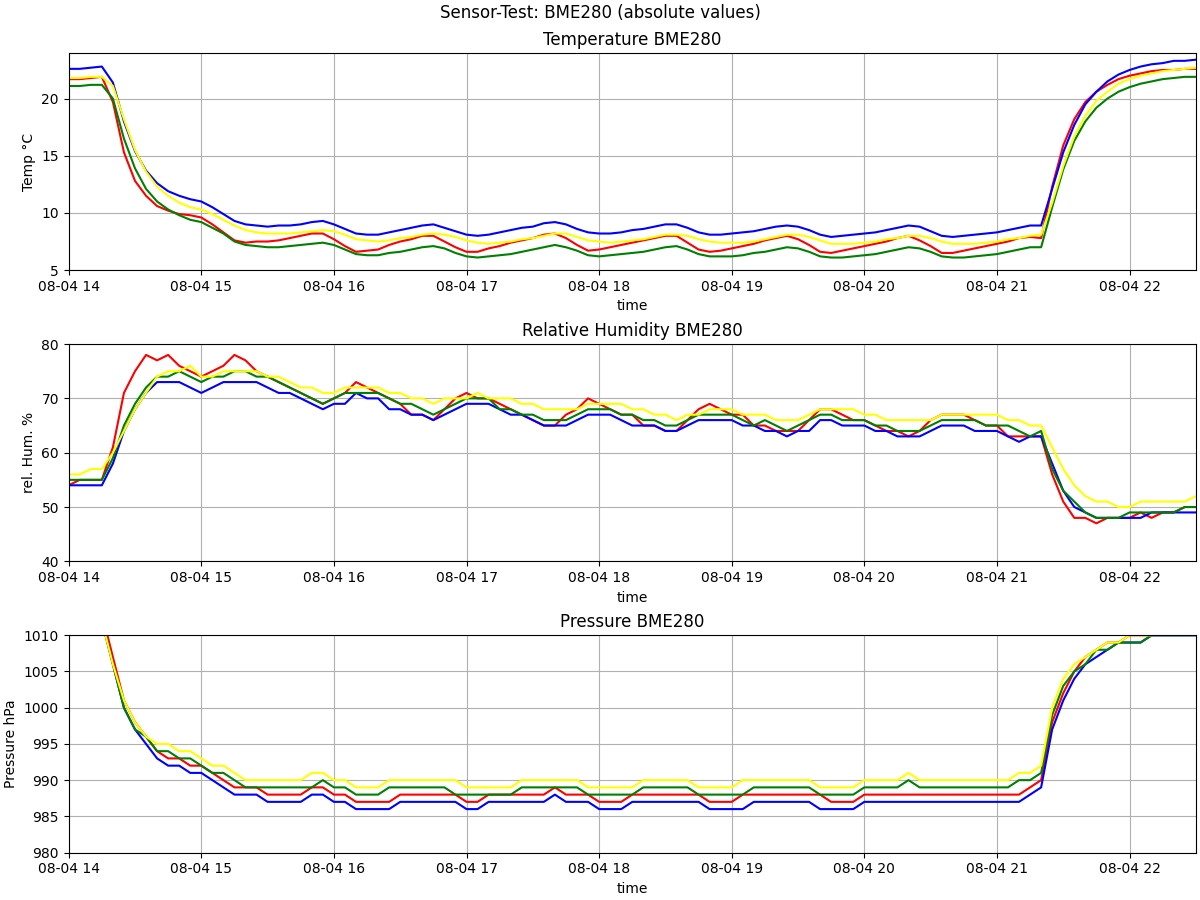 Sensor-Test: BME280 (absolute values)
Temperature BME280
Temp °C
20
15
10
5
08-04 14 08-04 15 08-04 16 08-04 17 08-04 18 08-04 19 08-04 20 08-04 21 08-04 22
time
Relative Humidity BME280
rel. Hum. %
80
70
60
50
40
08-04 14 08-04 15 08-04 16 08-04 17 08-04 18 08-04 19 08-04 20 08-04 21 08-04 22
time
Pressure BME280
Pressure hPa
1010
1005
1000
995
990
985
980
08-04 14 08-04 15 08-04 16 08-04 17 08-04 18 08-04 19 08-04 20 08-04 21 08-04 22
time